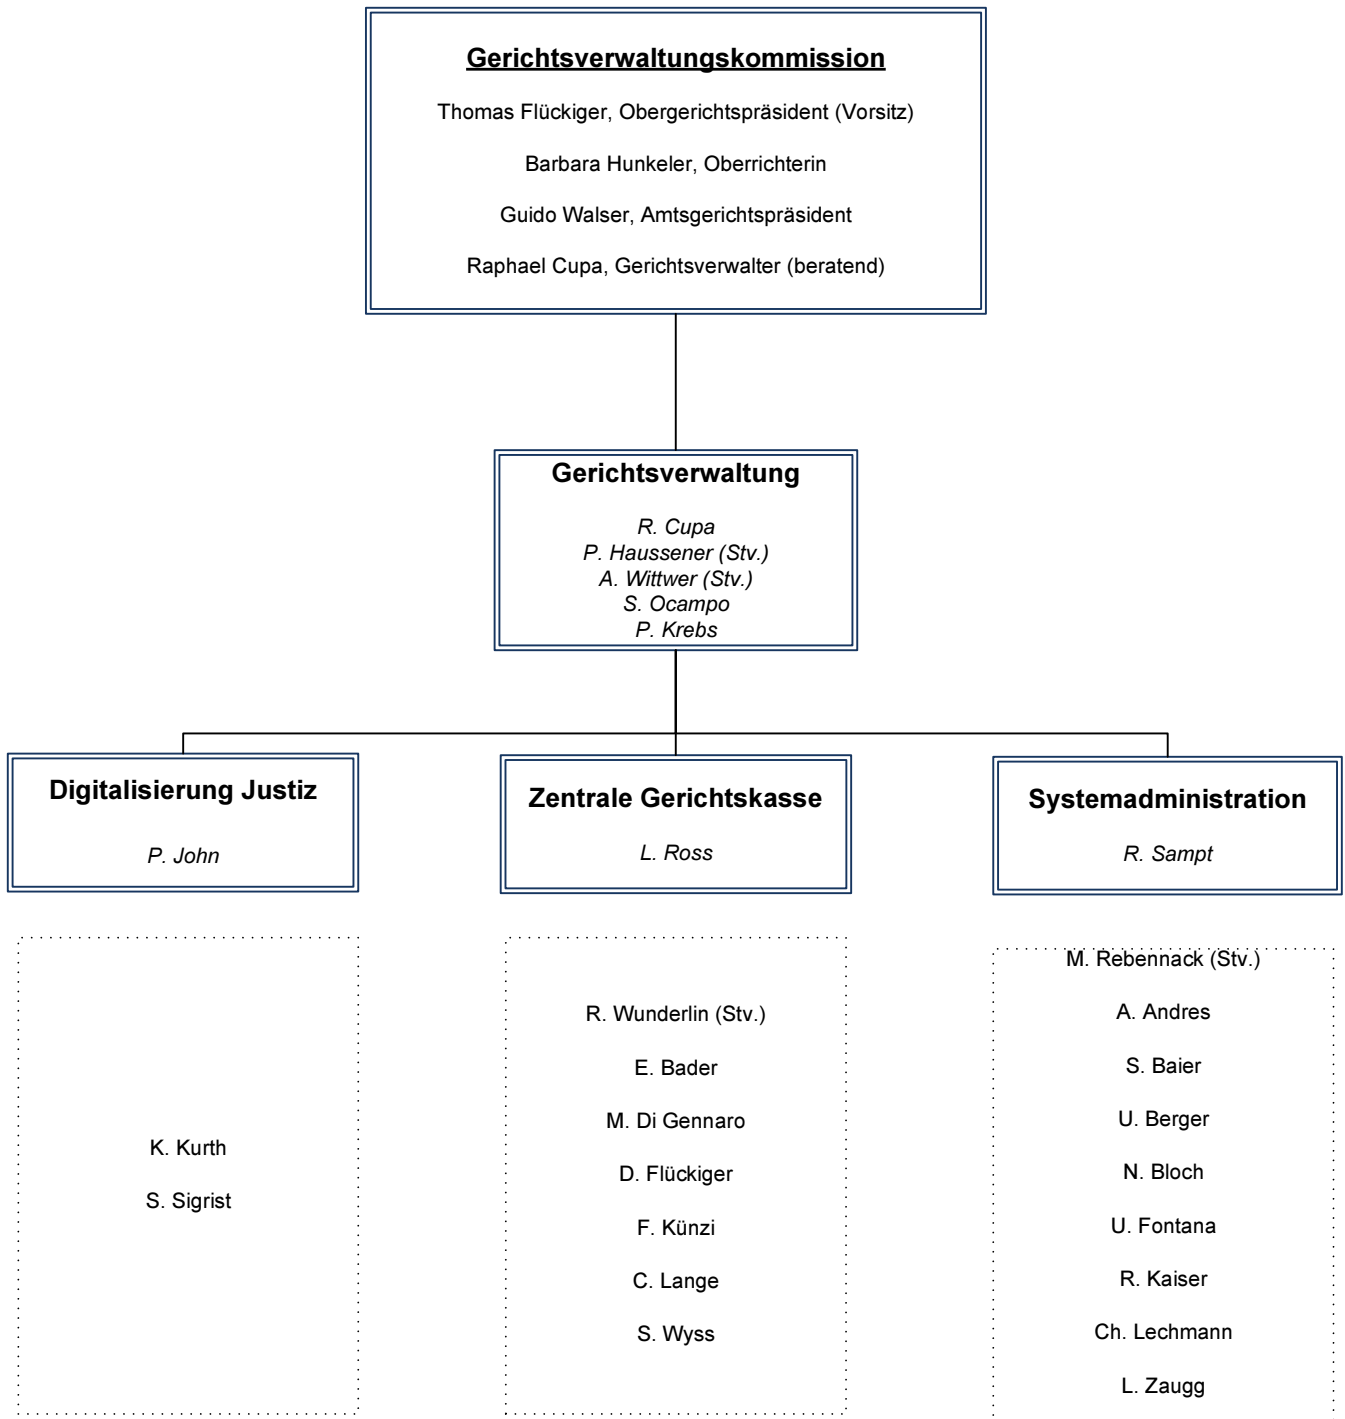 Gerichtsverwaltungskommission
Thomas Flückiger, Obergerichtspräsident (Vorsitz)
Barbara Hunkeler, Oberrichterin
Guido Walser, Amtsgerichtspräsident
Raphael Cupa, Gerichtsverwalter (beratend)
Gerichtsverwaltung
R. Cupa
P. Haussener (Stv.)
A. Wittwer (Stv.)
S. Ocampo
P. Krebs
Digitalisierung Justiz
P. John
Zentrale Gerichtskasse
L. Ross
Systemadministration
R. Sampt
K. Kurth
S. Sigrist
R. Wunderlin (Stv.)
E. Bader
M. Di Gennaro
D. Flückiger
F. Künzi
C. Lange
S. Wyss
M. Rebennack (Stv.)
A. Andres
S. Baier
U. Berger
N. Bloch
U. Fontana
R. Kaiser
Ch. Lechmann
L. Zaugg